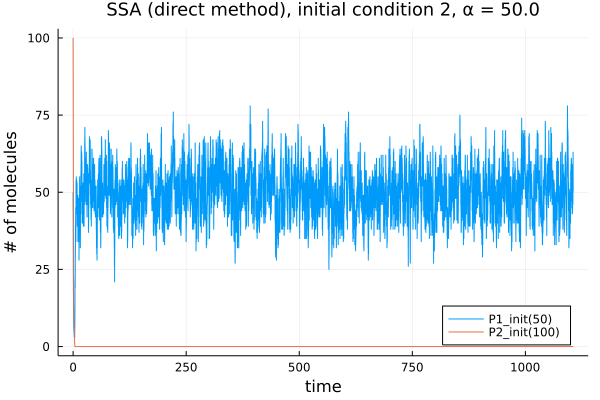 SSA (direct method), initial condition 2, α = 50.0
# of molecules
100
75
50
25
0
0
250
500
750
1000
time
P1_init(50)
P2_init(100)